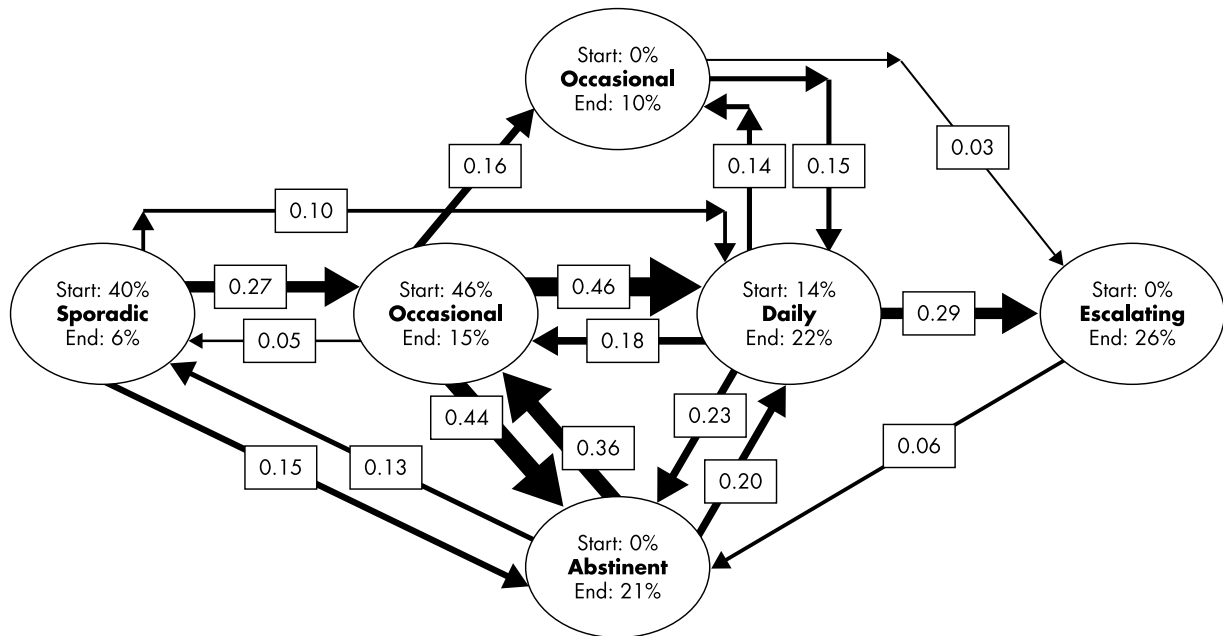 Start: 0%
Occasional
End: 10%
0.03
0.16
0.14
0.15
0.10
Start: 40%
Sporadic
End: 6%
0.27
0.05
Start: 46%
Occasional
End: 15%
0.46
0.18
Start: 14%
Daily
End: 22%
0.29
Start: 0%
Escalating
End: 26%
0.44
0.36
0.23
0.20
0.06
0.15
0.13
Start: 0%
Abstinent
End: 21%